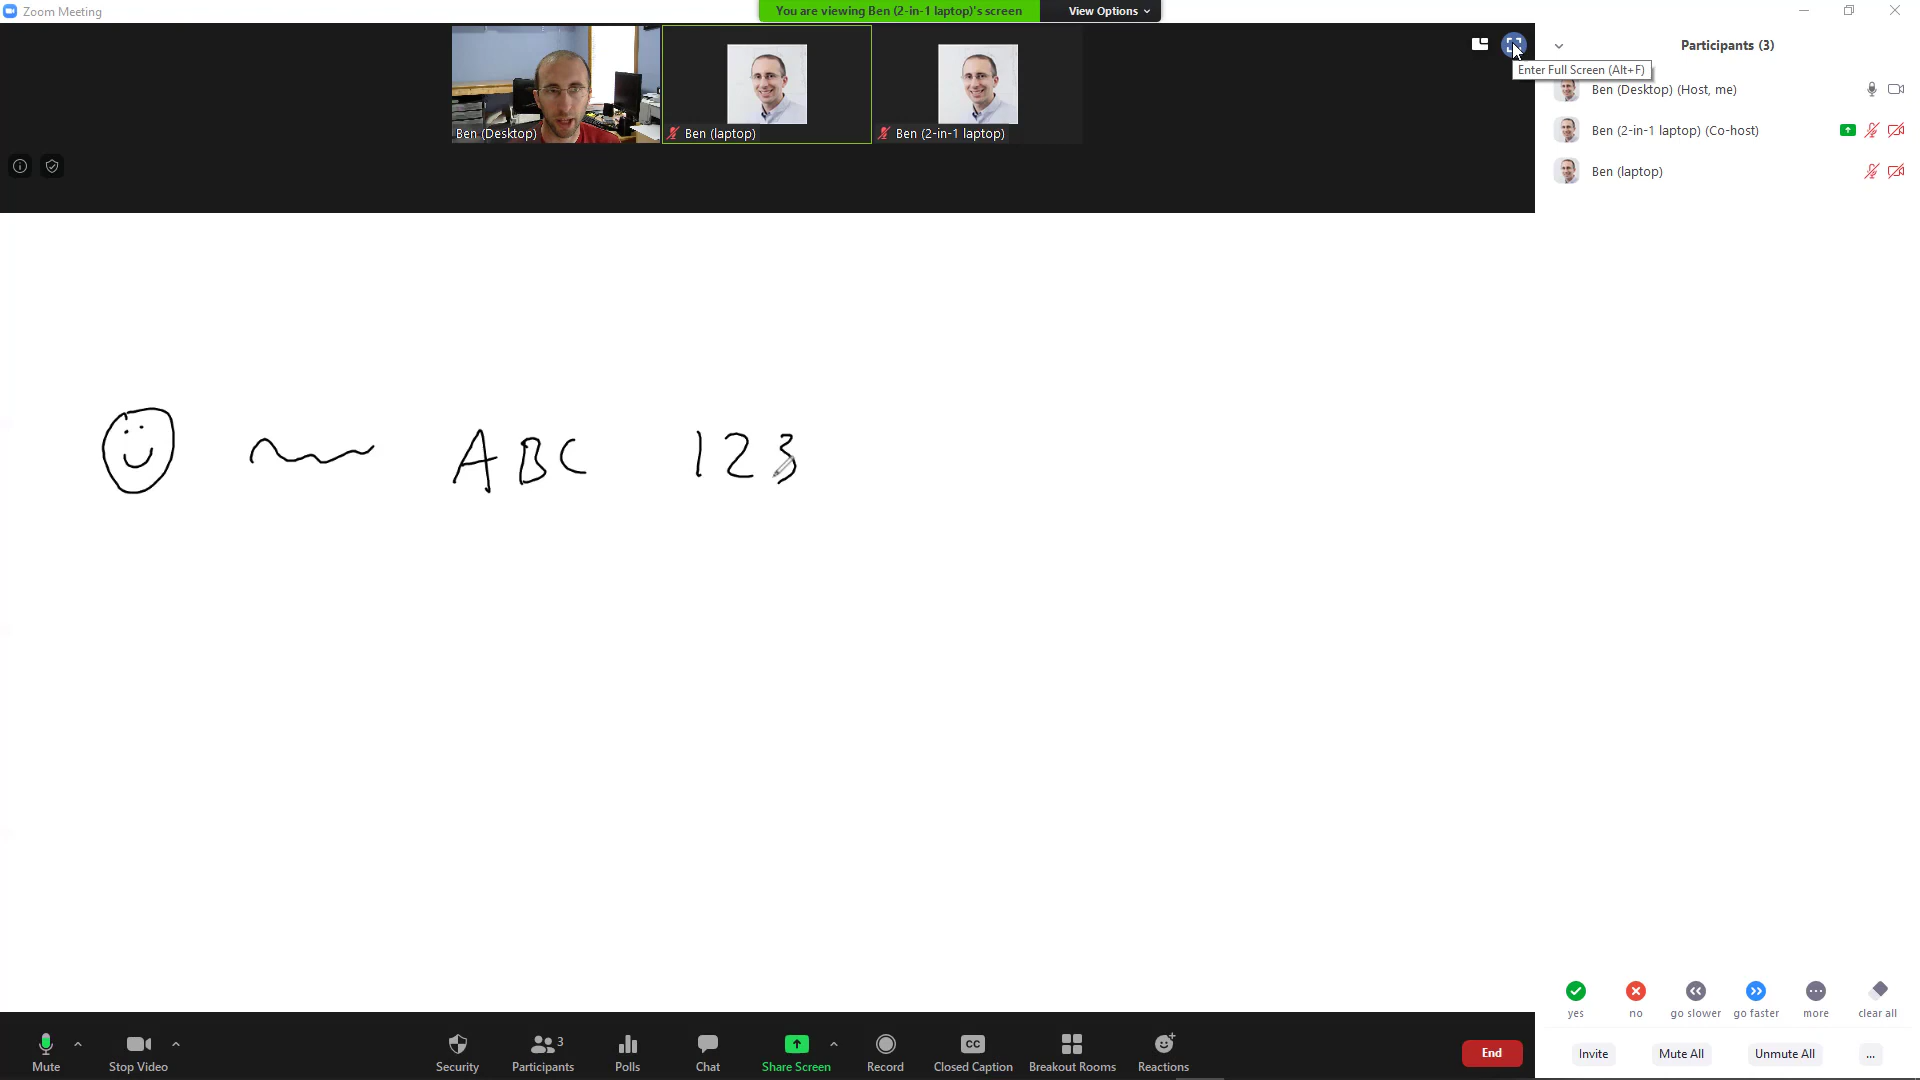 Zoom Meeting
You are viewing Ben (2-in-1 laptop)'s screen View Options
Ben (Desktop) Ben (laptop) Ben (2-in-1 laptop)
Participants (3)
Enter Full Screen (Alt+F)
Ben (Desktop) (Host, me)
Ben (2-in-1 laptop) (Co-host)
Ben (laptop)
ABC 123
yes no go slower go faster more clear all
Mute Stop Video Security Participants 3 Polls Chat Share Screen Record CC Closed Caption Breakout Rooms Reactions End
Invite Mute All Unmute All ...